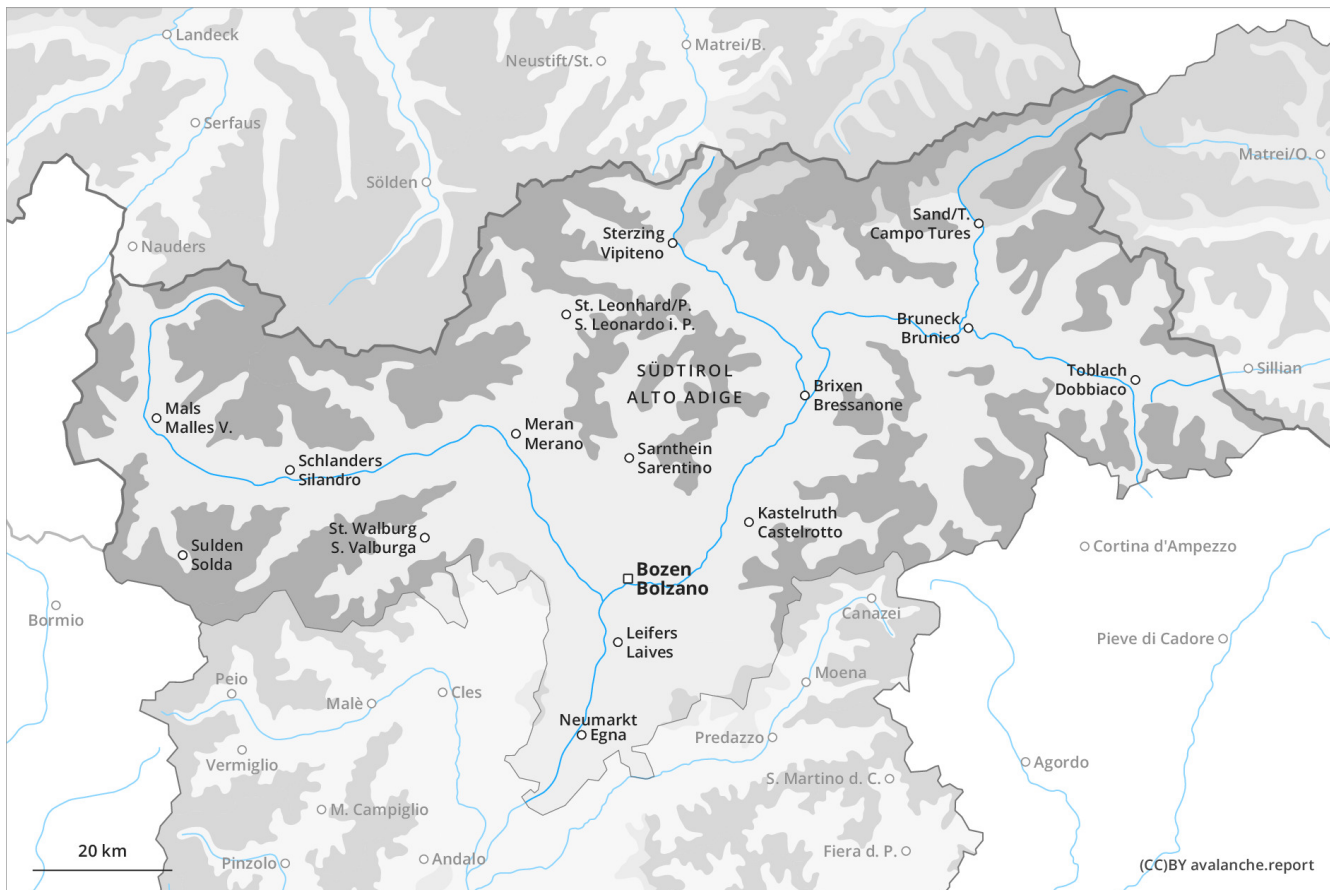 Landeck
Matrei/B.
Neustift/St.
Serfaus
Matrei/O.
Sölden
Sand/T.
Campo Tures
Sterzing
Vipiteno
Nauders
St. Leonhard/P.
S. Leonardo i. P.
Bruneck
Brunico
SÜDTIROL
ALTO ADIGE
Toblach
Dobbiaco
Sillian
Brixen
Bressanone
Mals
Malles V.
Meran
Merano
Schlanders
Silandro
Sarnthein
Sarentino
Kastelruth
Castelrotto
St. Walburg
S. Valburga
Sulden
Solda
Cortina d'Ampezzo
Bozen
Bolzano
Bormio
Canazei
Leifers
Laives
Pieve di Cadore
Peio
Malè
Cles
Moena
Neumarkt
Egna
Predazzo
Vermiglio
Agordo
S. Martino d. C.
M. Campiglio
20 km
Pinzolo
Andalo
Fiera d. P.
(CC)BY avalanche.report